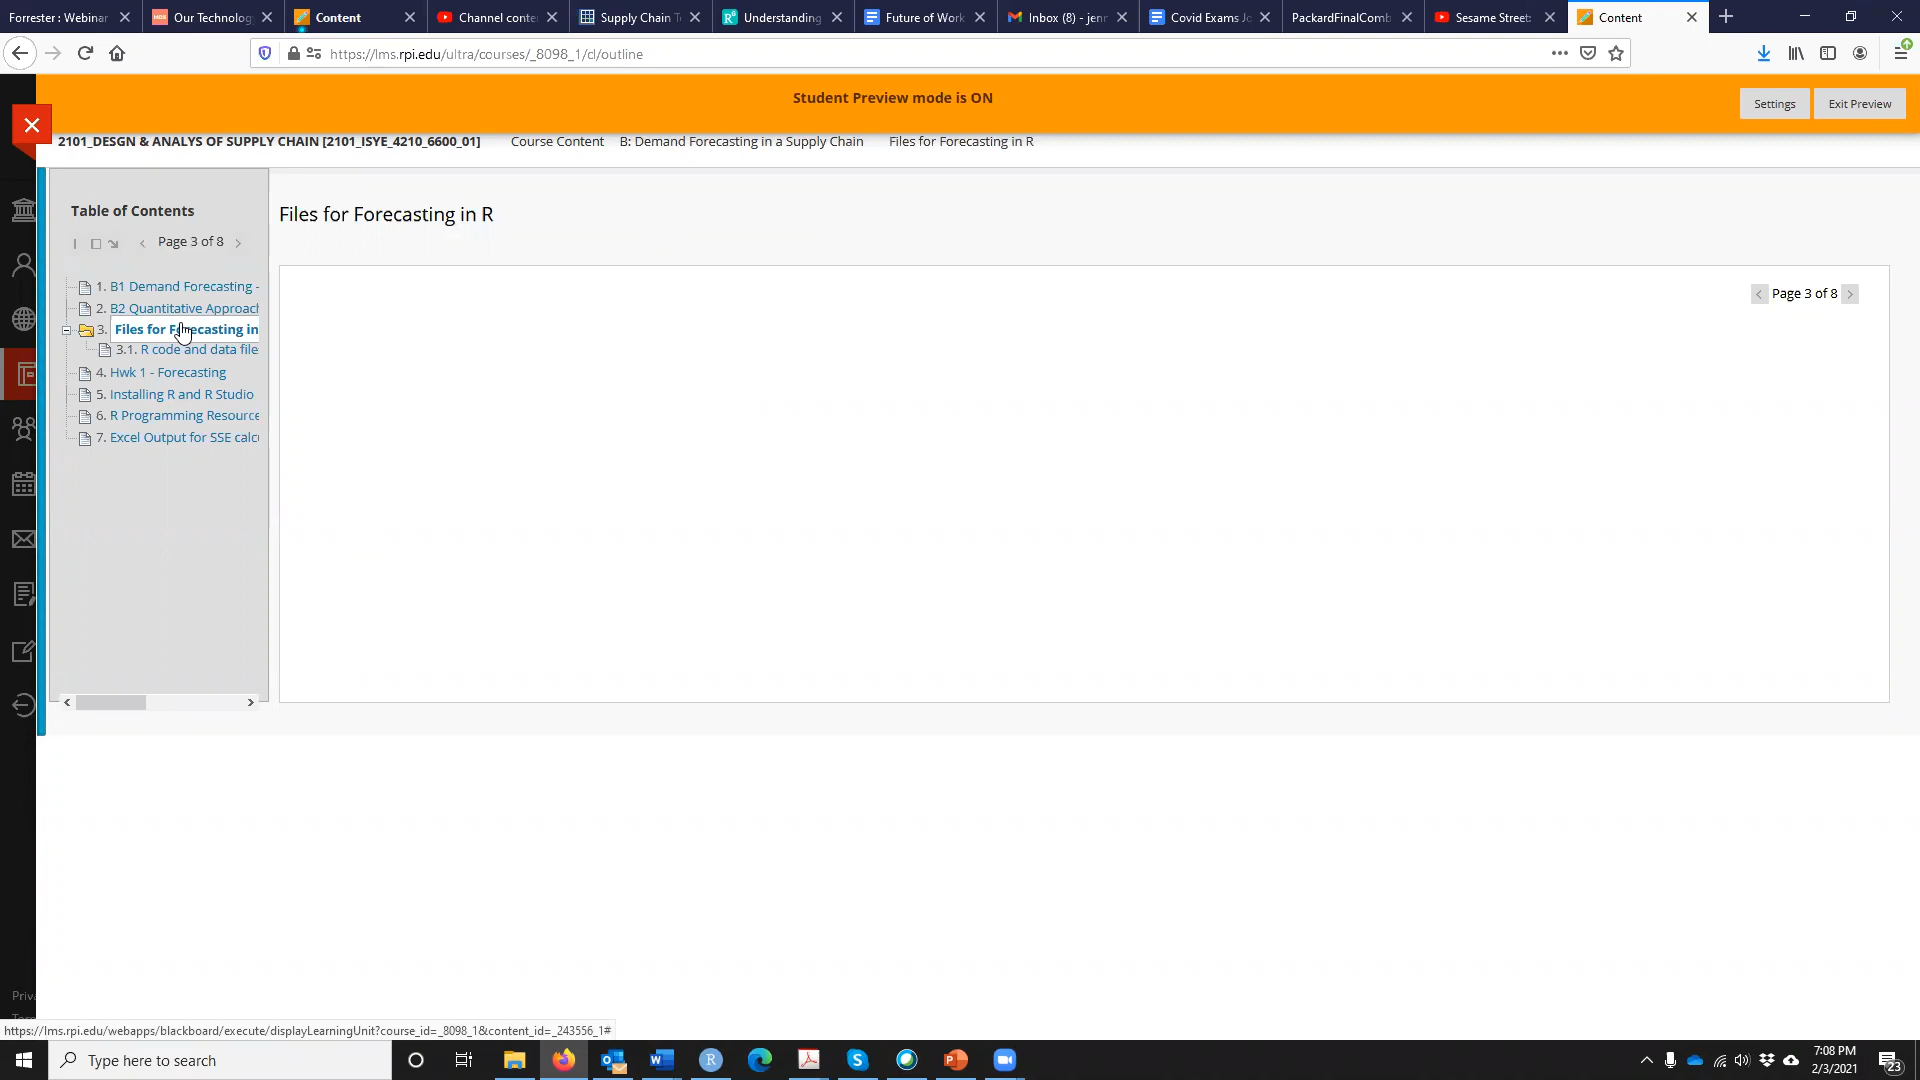 Forrester : Webinar
Our Technology
Content
Channel conte
Supply Chain T
Understanding
Future of Work
Inbox (8) - jenn
Covid Exams Jo
PackardFinalComb
Sesame Street:
Content
https://lms.rpi.edu/ultra/courses/_8098_1/cl/outline
Student Preview mode is ON
Settings
Exit Preview
2101_DESGN & ANALYS OF SUPPLY CHAIN [2101_ISYE_4210_6600_01]
Course Content
B: Demand Forecasting in a Supply Chain
Files for Forecasting in R
Table of Contents
Page 3 of 8
1. B1 Demand Forecasting -
2. B2 Quantitative Approach
3. Files for Forecasting in
3.1. R code and data file
4. Hwk 1 - Forecasting
5. Installing R and R Studio
6. R Programming Resource
7. Excel Output for SSE calcu
Files for Forecasting in R
Page 3 of 8
Priva
https://lms.rpi.edu/webapps/blackboard/execute/displayLearningUnit?course_id=_8098_1&content_id=_243556_1#
Type here to search
7:08 PM
2/3/2021
23